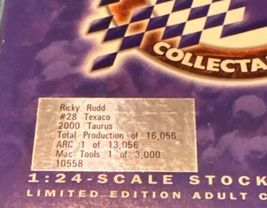 COLLECTA
Ricky Rudd
#28 Texaco
2000 Taurus
Total Production of 16,056
ARC 1 of 13,056
Mac Tools 1 of 3,000
10558
1:24-SCALE STOCK
LIMITED EDITION ADULT C